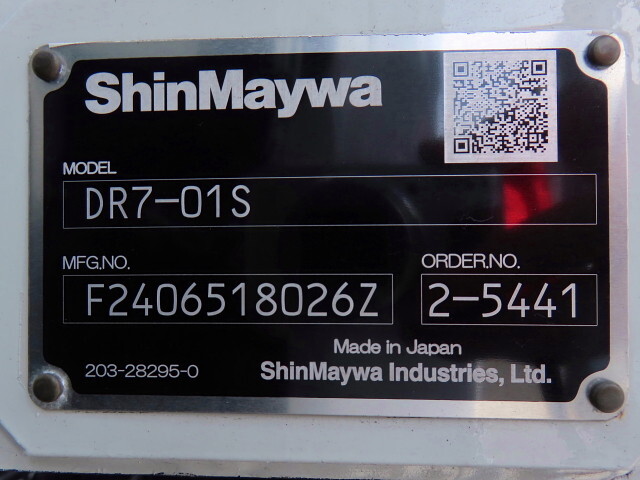 ShinMaywa
MODEL
DR7-01S
MFG.NO. ORDER.NO.
F2406518026Z 2-5441
Made in Japan
203-28295-0 ShinMaywa Industries, Ltd.